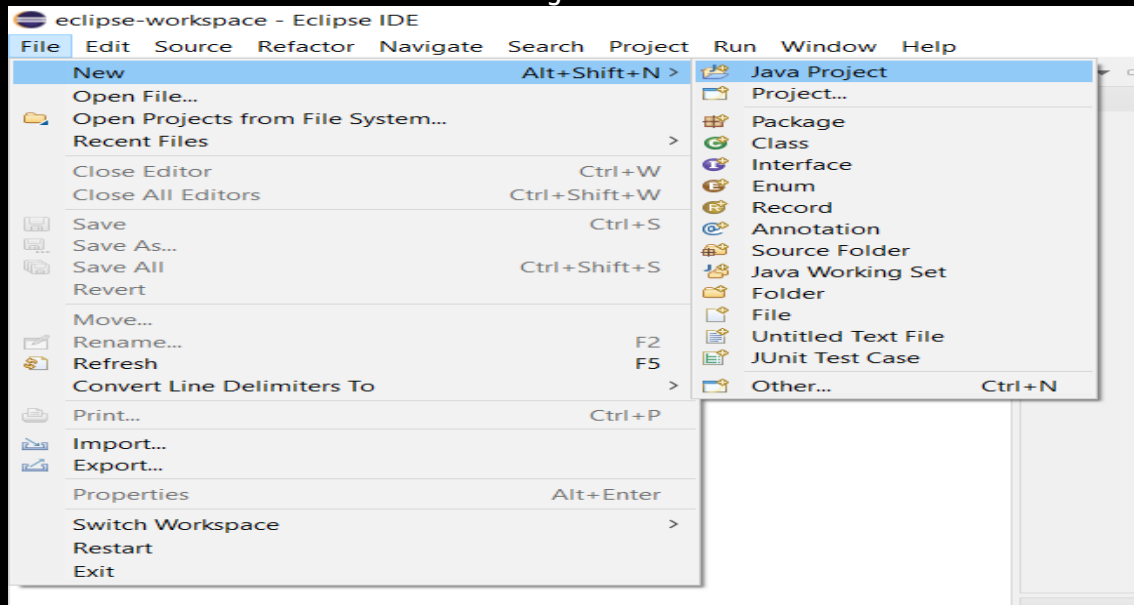 eclipse-workspace - Eclipse IDE
File Edit Source Refactor Navigate Search Project Run Window Help
New Alt+Shift+N >
Open File...
Open Projects from File System...
Recent Files >
Close Editor Ctrl+W
Close All Editors Ctrl+Shift+W
Save Ctrl+S
Save As...
Save All Ctrl+Shift+S
Revert
Move...
Rename... F2
Refresh F5
Convert Line Delimiters To >
Print... Ctrl+P
Import...
Export...
Properties Alt+Enter
Switch Workspace >
Restart
Exit
Java Project
Project...
Package
Class
Interface
Enum
Record
Annotation
Source Folder
Java Working Set
Folder
File
Untitled Text File
JUnit Test Case
Other... Ctrl+N